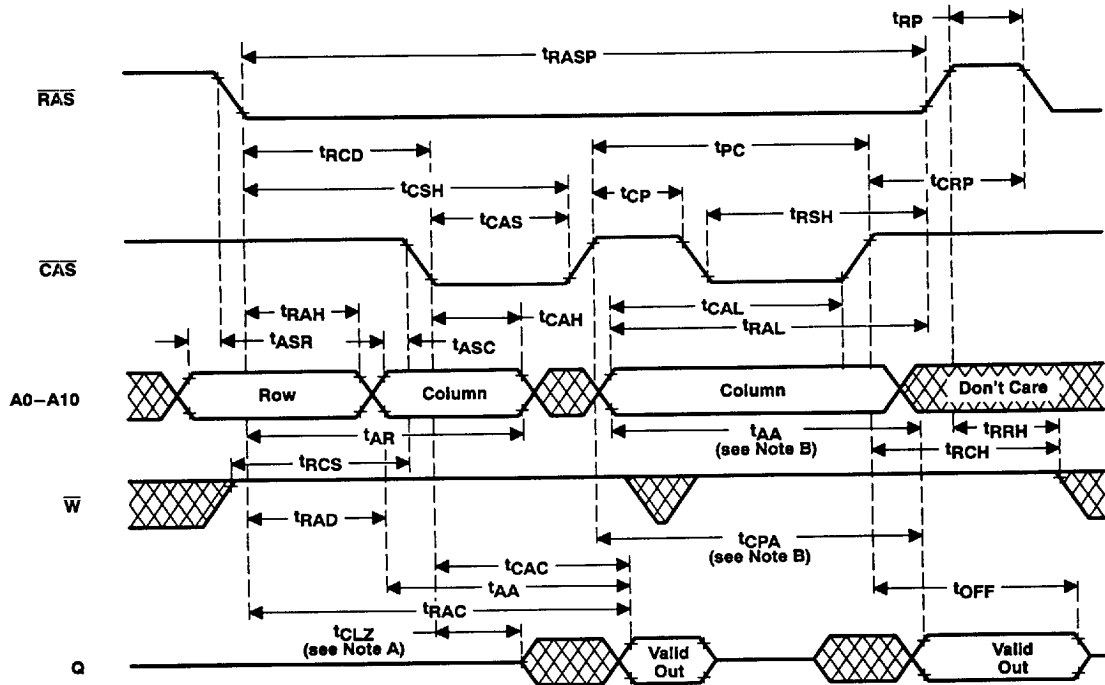 tRP
tRASP
RAS
tRCD
tPC
tCSH
tCP
tCRP
tCAS
tRSH
CAS
tRAH
tCAH
tCAL
tASR
tASC
tRAL
A0–A10
Row
Column
Column
Don't Care
tAR
tAA
(see Note B)
tRRH
tRCS
tRCH
W
tRAD
tCPA
(see Note B)
tCAC
tAA
tOFF
tRAC
tCLZ
(see Note A)
Q
Valid
Out
Valid
Out